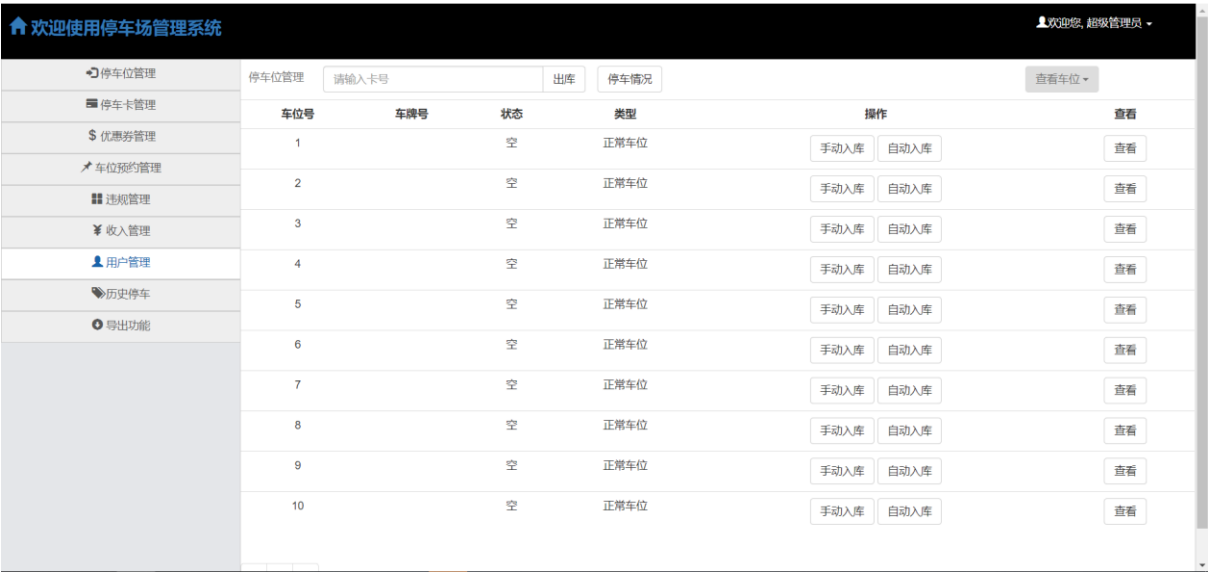 欢迎使用停车场管理系统
欢迎您, 超级管理员
停车位管理
停车卡管理
$ 优惠券管理
车位预约管理
违规管理
¥ 收入管理
用户管理
历史停车
导出功能
停车位管理 请输入卡号 出库 停车情况 查看车位
车位号 车牌号 状态 类型 操作 查看
1 空 正常车位 手动入库 自动入库 查看
2 空 正常车位 手动入库 自动入库 查看
3 空 正常车位 手动入库 自动入库 查看
4 空 正常车位 手动入库 自动入库 查看
5 空 正常车位 手动入库 自动入库 查看
6 空 正常车位 手动入库 自动入库 查看
7 空 正常车位 手动入库 自动入库 查看
8 空 正常车位 手动入库 自动入库 查看
9 空 正常车位 手动入库 自动入库 查看
10 空 正常车位 手动入库 自动入库 查看